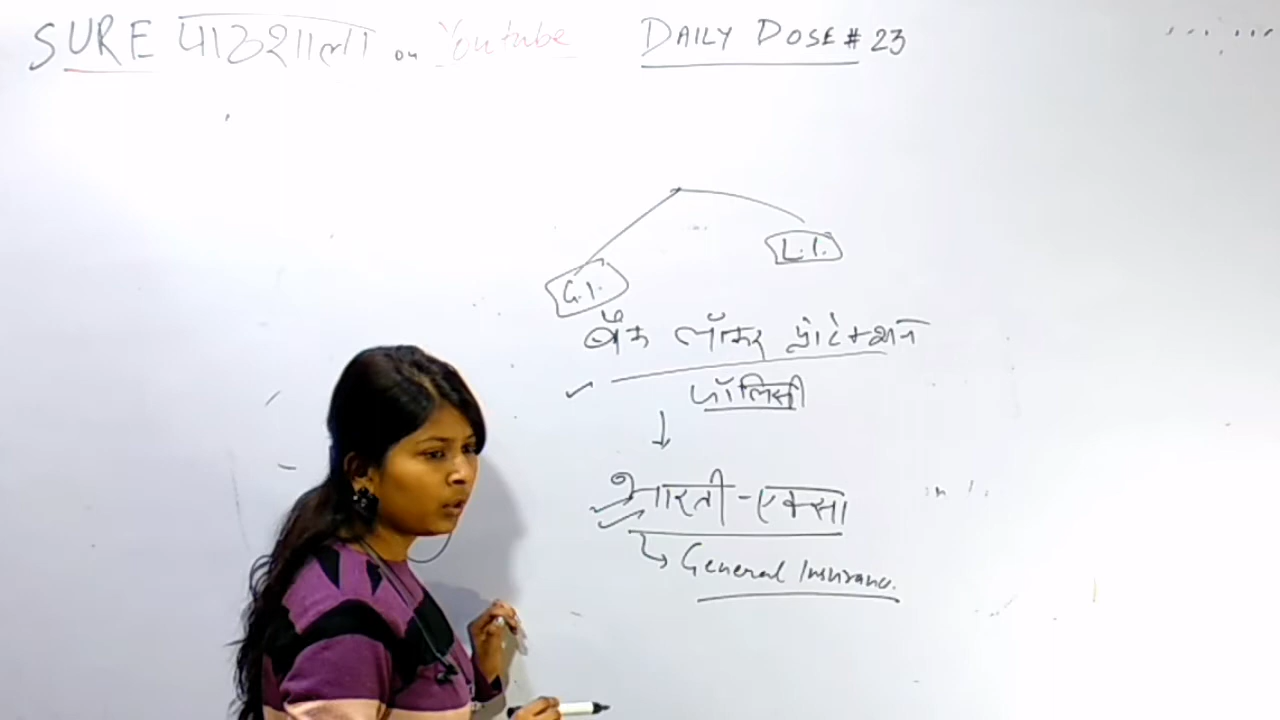 SURE पाठशाला on Youtube DAILY DOSE # 23
L.I.
G.I.
बैंक लॉकर प्रोटेक्शन
पॉलिसी
भारती-एक्सा
General Insurance.